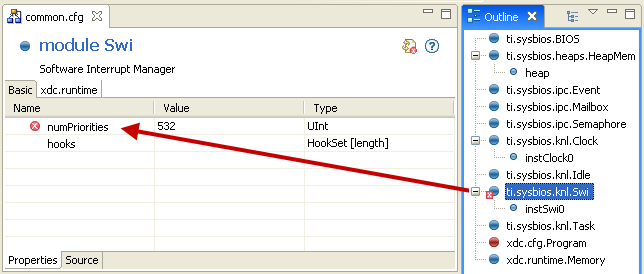 common.cfg
module Swi
Software Interrupt Manager
Basic xdc.runtime
Name Value Type
numPriorities 532 UInt
hooks HookSet [length]
Properties Source
Outline
ti.sysbios.BIOS
ti.sysbios.heaps.HeapMem
heap
ti.sysbios.ipc.Event
ti.sysbios.ipc.Mailbox
ti.sysbios.ipc.Semaphore
ti.sysbios.knl.Clock
instClock0
ti.sysbios.knl.Idle
ti.sysbios.knl.Swi
instSwi0
ti.sysbios.knl.Task
xdc.cfg.Program
xdc.runtime.Memory